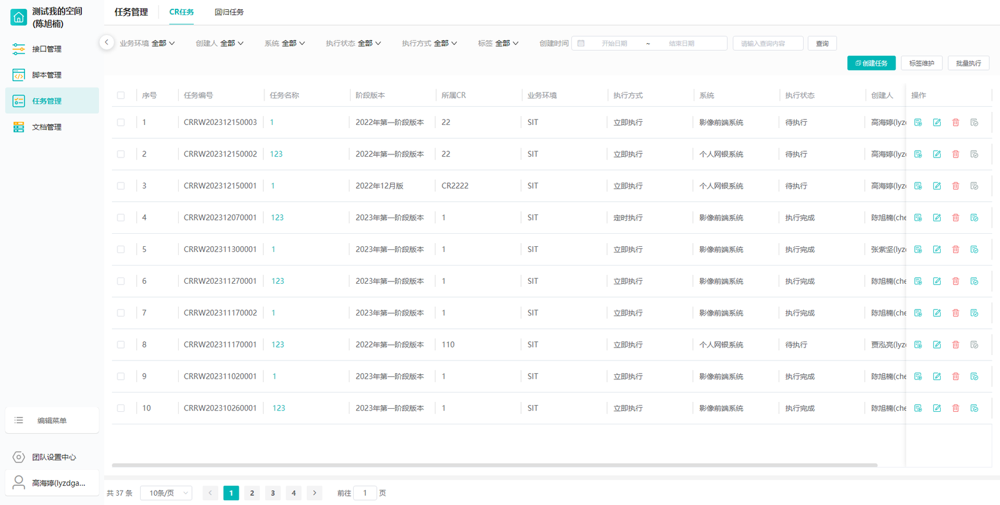 测试我的空间
(陈旭楠)
接口管理
脚本管理
任务管理
文档管理
编辑菜单
团队设置中心
高海婷(lyzdga...
任务管理 CR任务 回归任务
业务环境 全部 创建人 全部 系统 全部 执行状态 全部 执行方式 全部 标签 全部 创建时间 开始日期 ~ 结束日期 请输入查询内容 查询
创建任务 标签维护 批量执行
序号 任务编号 任务名称 阶段版本 所属CR 业务环境 执行方式 系统 执行状态 创建人 操作
1 CRRW202312150003 1 2022年第一阶段版本 22 SIT 立即执行 影像前端系统 待执行 高海婷(lyz
2 CRRW202312150002 123 2022年第一阶段版本 22 SIT 立即执行 个人网银系统 待执行 高海婷(lyz
3 CRRW202312150001 1 2022年12月版 CR2222 SIT 立即执行 个人网银系统 待执行 高海婷(lyz
4 CRRW202312070001 123 2023年第一阶段版本 1 SIT 定时执行 影像前端系统 执行完成 陈旭楠(che
5 CRRW202311300001 1 2023年第一阶段版本 1 SIT 立即执行 影像前端系统 执行完成 张紫坚(lyz
6 CRRW202311270001 123 2023年第一阶段版本 1 SIT 立即执行 影像前端系统 执行完成 陈旭楠(che
7 CRRW202311170002 1 2023年第一阶段版本 1 SIT 立即执行 影像前端系统 执行完成 陈旭楠(che
8 CRRW202311170001 123 2022年第一阶段版本 110 SIT 立即执行 个人网银系统 待执行 贾泓亮(lyz
9 CRRW202311020001 1 2023年第一阶段版本 1 SIT 立即执行 影像前端系统 执行完成 陈旭楠(che
10 CRRW202310260001 123 2023年第一阶段版本 1 SIT 立即执行 影像前端系统 执行完成 陈旭楠(che
共 37 条 10条/页 1 2 3 4 前往 1 页